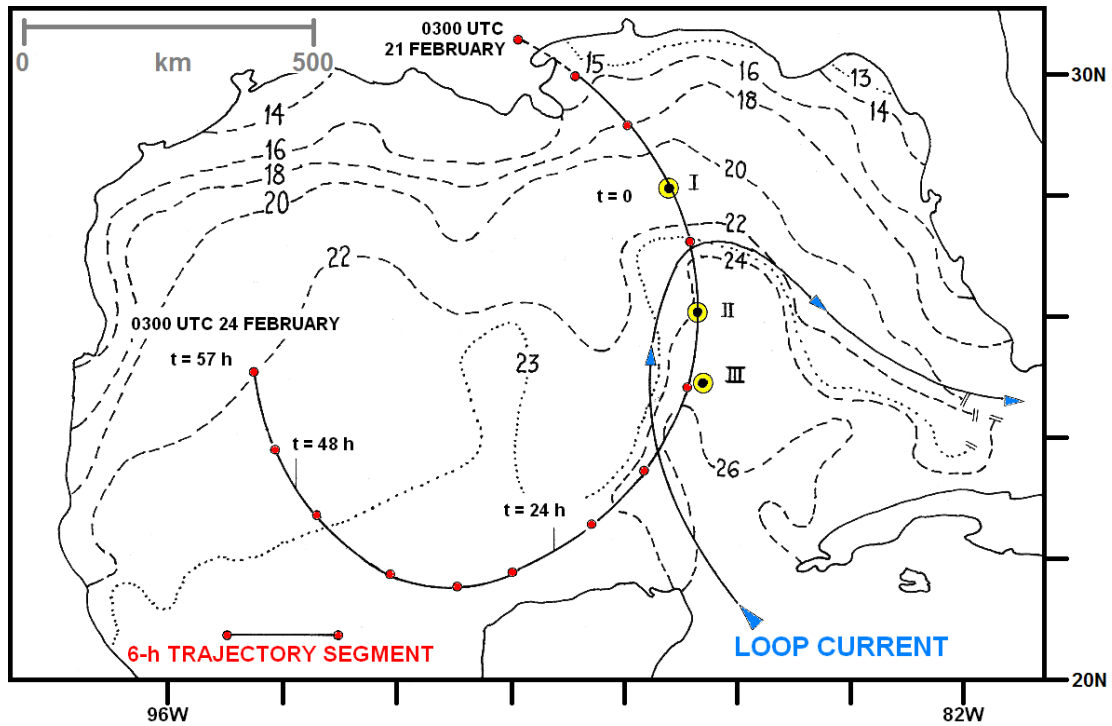 0300 UTC
21 FEBRUARY
0
km
500
15
16
13
30N
14
18
14
16
18
20
20
I
t = 0
22
22
24
0300 UTC 24 FEBRUARY
II
t = 57 h
23
III
t = 48 h
26
t = 24 h
6-h TRAJECTORY SEGMENT
LOOP CURRENT
20N
96W
82W